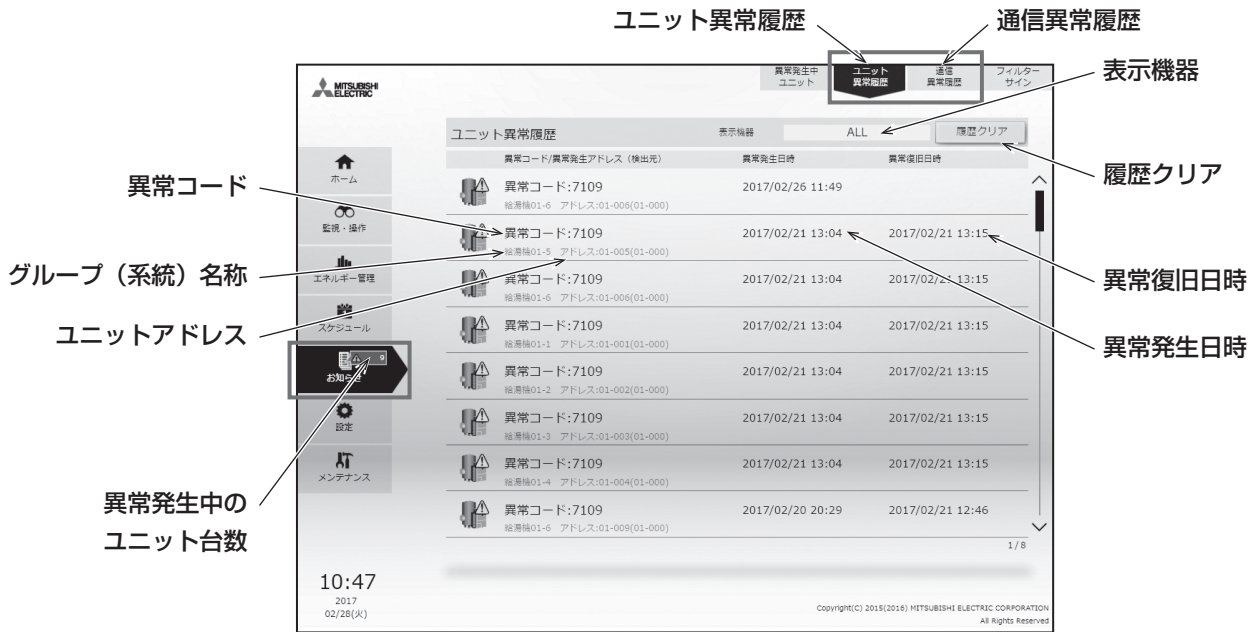 ユニット異常履歴
通信異常履歴
表示機器
履歴クリア
異常復旧日時
異常発生日時
異常コード
グループ（系統）名称
ユニットアドレス
異常発生中の
ユニット台数
MITSUBISHI
ELECTRIC
異常発生中
ユニット
ユニット
異常履歴
通信
異常履歴
フィルター
サイン
ユニット異常履歴 表示機器 ALL 履歴クリア
異常コード/異常発生アドレス（検出元） 異常発生日時 異常復旧日時
異常コード:7109 2017/02/26 11:49
給湯機01-6 アドレス:01-006(01-000)
異常コード:7109 2017/02/21 13:04 2017/02/21 13:15
給湯機01-5 アドレス:01-005(01-000)
異常コード:7109 2017/02/21 13:04 2017/02/21 13:15
給湯機01-6 アドレス:01-006(01-000)
異常コード:7109 2017/02/21 13:04 2017/02/21 13:15
給湯機01-1 アドレス:01-001(01-000)
異常コード:7109 2017/02/21 13:04 2017/02/21 13:15
給湯機01-2 アドレス:01-002(01-000)
異常コード:7109 2017/02/21 13:04 2017/02/21 13:15
給湯機01-3 アドレス:01-003(01-000)
異常コード:7109 2017/02/21 13:04 2017/02/21 13:15
給湯機01-4 アドレス:01-004(01-000)
異常コード:7109 2017/02/20 20:29 2017/02/21 12:46
給湯機01-6 アドレス:01-009(01-000)
1/8
ホーム
監視・操作
エネルギー管理
スケジュール
9
お知らせ
設定
メンテナンス
10:47
2017
02/28(火)
Copyright(C) 2015(2016) MITSUBISHI ELECTRIC CORPORATION
All Rights Reserved